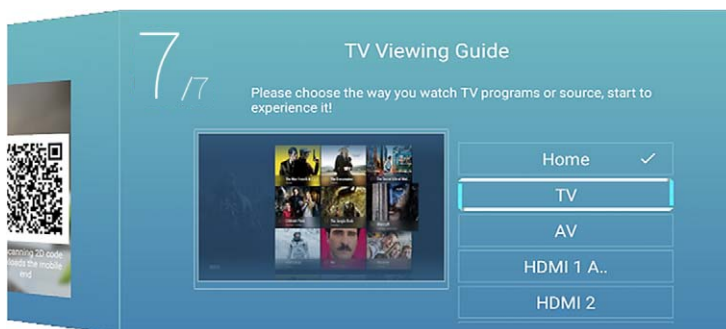 7/7
TV Viewing Guide
Please choose the way you watch TV programs or source, start to
experience it!
Home
TV
AV
HDMI 1 A..
HDMI 2
canning 2D code
loads the mobile
end